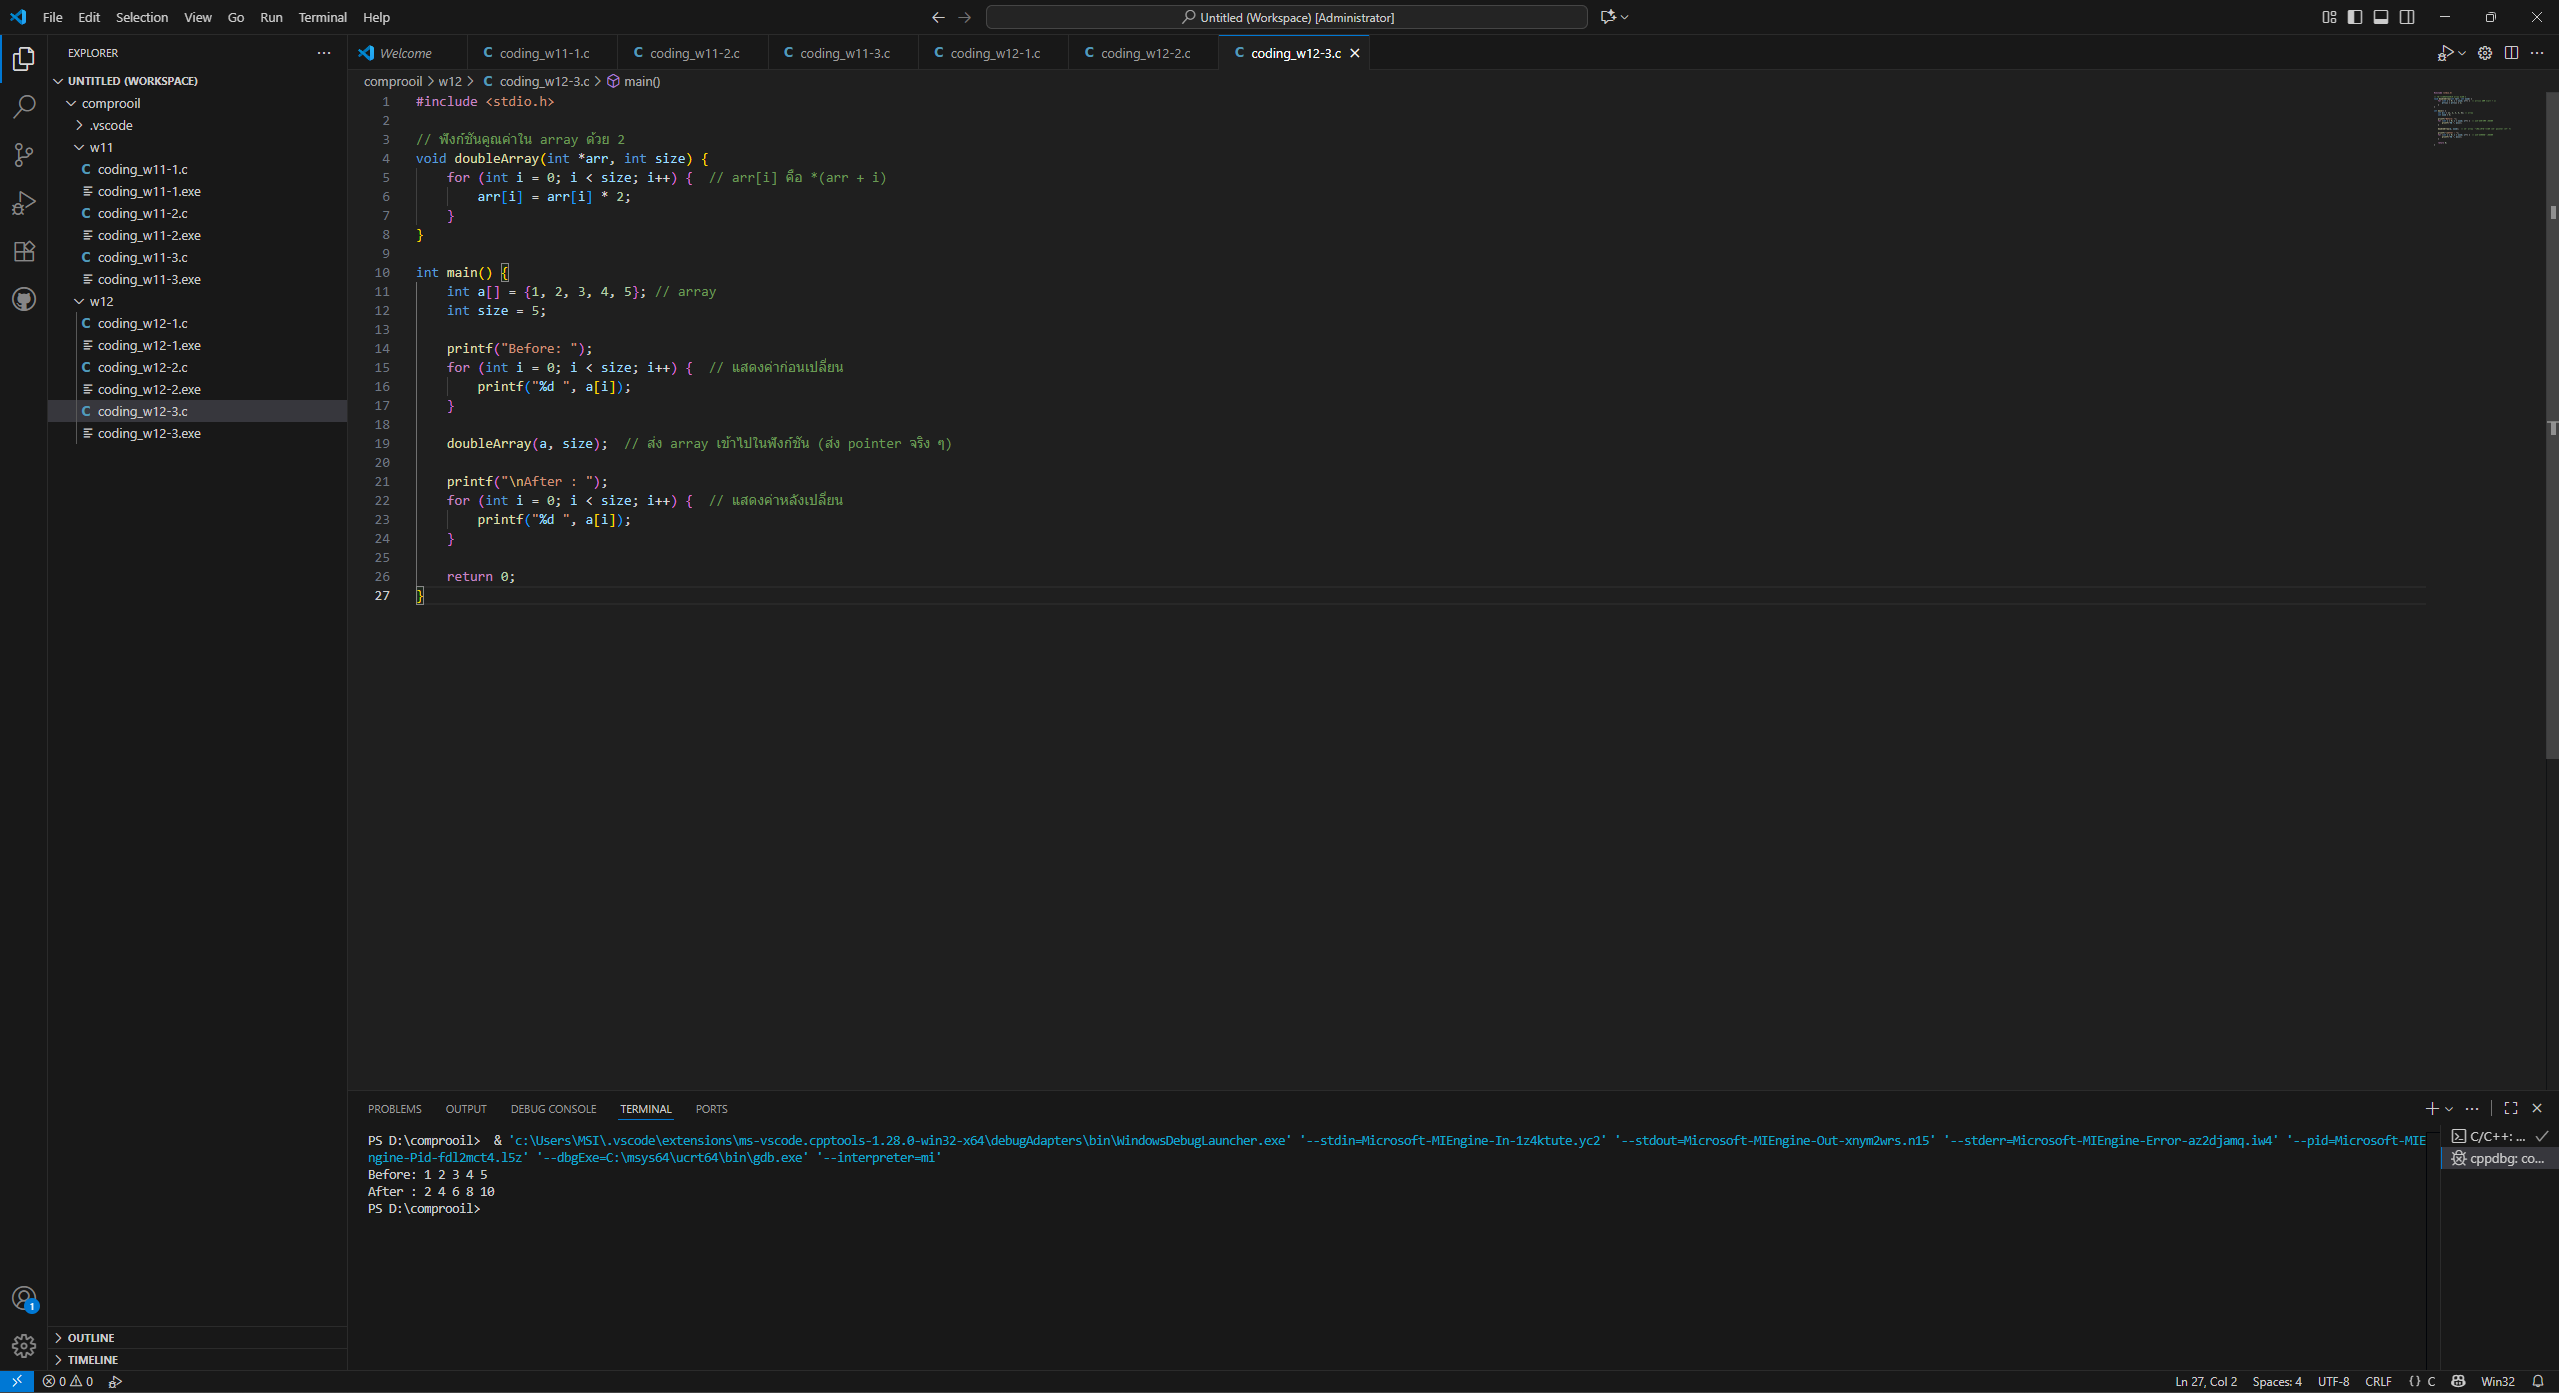 File Edit Selection View Go Run Terminal Help
Untitled (Workspace) [Administrator]
EXPLORER
UNTITLED (WORKSPACE)
comprooil
.vscode
w11
coding_w11-1.c
coding_w11-1.exe
coding_w11-2.c
coding_w11-2.exe
coding_w11-3.c
coding_w11-3.exe
w12
coding_w12-1.c
coding_w12-1.exe
coding_w12-2.c
coding_w12-2.exe
coding_w12-3.c
coding_w12-3.exe
OUTLINE
TIMELINE
Welcome coding_w11-1.c coding_w11-2.c coding_w11-3.c coding_w12-1.c coding_w12-2.c coding_w12-3.c
comprooil > w12 > C coding_w12-3.c > main()
1 #include <stdio.h>
2
3 // ฟังก์ชันคูณค่าใน array ด้วย 2
4 void doubleArray(int *arr, int size) {
5 for (int i = 0; i < size; i++) { // arr[i] คือ *(arr + i)
6 arr[i] = arr[i] * 2;
7 }
8 }
9
10 int main() {
11 int a[] = {1, 2, 3, 4, 5}; // array
12 int size = 5;
13
14 printf("Before: ");
15 for (int i = 0; i < size; i++) { // แสดงค่าก่อนเปลี่ยน
16 printf("%d ", a[i]);
17 }
18
19 doubleArray(a, size); // ส่ง array เข้าไปในฟังก์ชัน (ส่ง pointer จริง ๆ)
20
21 printf("\nAfter : ");
22 for (int i = 0; i < size; i++) { // แสดงค่าหลังเปลี่ยน
23 printf("%d ", a[i]);
24 }
25
26 return 0;
27 }
PROBLEMS OUTPUT DEBUG CONSOLE TERMINAL PORTS
PS D:\comprooil> & 'c:\Users\MSI\.vscode\extensions\ms-vscode.cpptools-1.28.0-win32-x64\debugAdapters\bin\WindowsDebugLauncher.exe' '--stdin=Microsoft-MIEngine-In-1z4ktute.yc2' '--stdout=Microsoft-MIEngine-Out-xnym2wrs.n15' '--stderr=Microsoft-MIEngine-Error-az2djamq.iw4' '--pid=Microsoft-MIE
ngine-Pid-fdl2mct4.l5z' '--dbgExe=C:\msys64\ucrt64\bin\gdb.exe' '--interpreter=mi'
Before: 1 2 3 4 5
After : 2 4 6 8 10
PS D:\comprooil>
C/C++: ...
cppdbg: co...
1
0 0
Ln 27, Col 2 Spaces: 4 UTF-8 CRLF {} C Win32